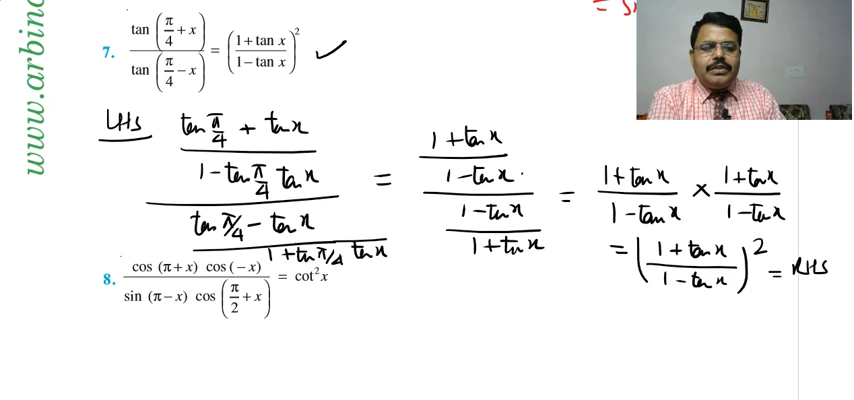 www.arbind
= si
7. tan (π/4 + x) / tan (π/4 − x) = ((1 + tan x) / (1 − tan x))²
LHS
((tan π/4 + tan x) / (1 − tan π/4 tan x)) / ((tan π/4 − tan x) / (1 + tan π/4 tan x)) = ((1 + tan x) / (1 − tan x)) / ((1 − tan x) / (1 + tan x)) = (1 + tan x) / (1 − tan x) × (1 + tan x) / (1 − tan x)
= ((1 + tan x) / (1 − tan x))² = RHS
8. cos (π + x) cos (−x) / sin (π − x) cos (π/2 + x) = cot² x